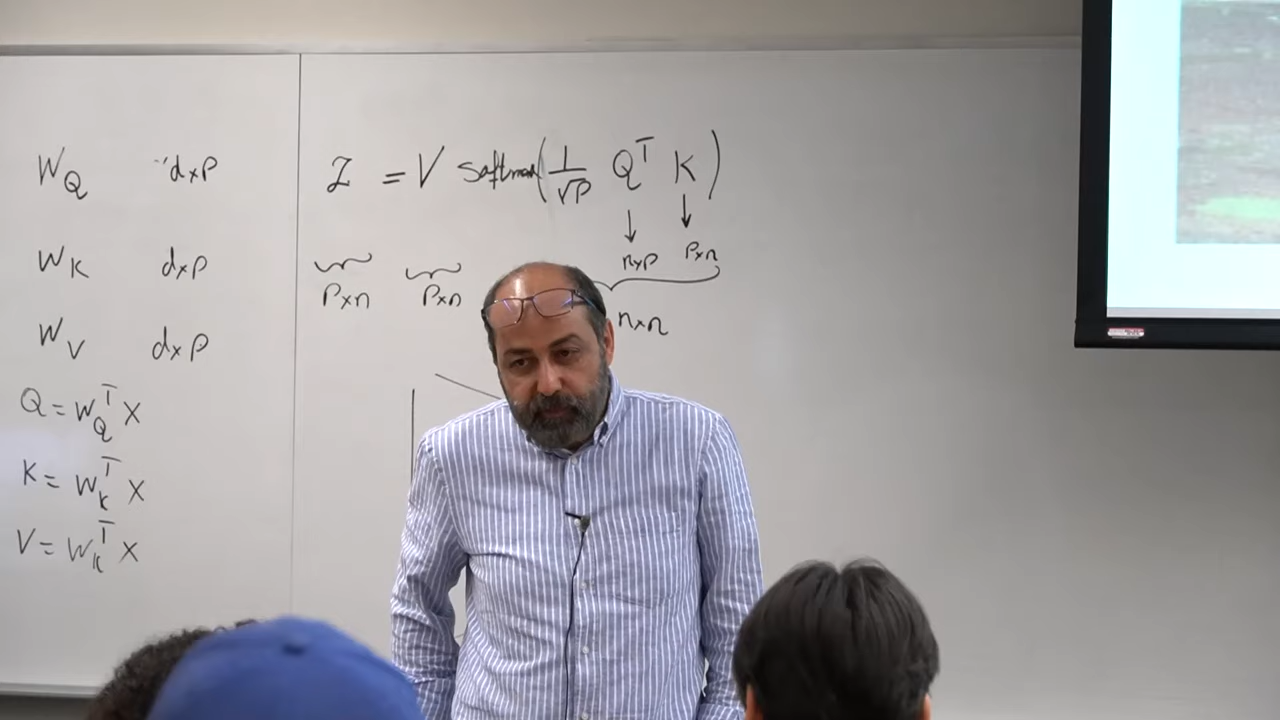 W_Q d×P
W_K d×P
W_V d×P
Q = W_Q^T X
K = W_K^T X
V = W_K^T X
Z = V Softmax(1/√P Q^T K)
n×P P×n
P×n P×n
n×n